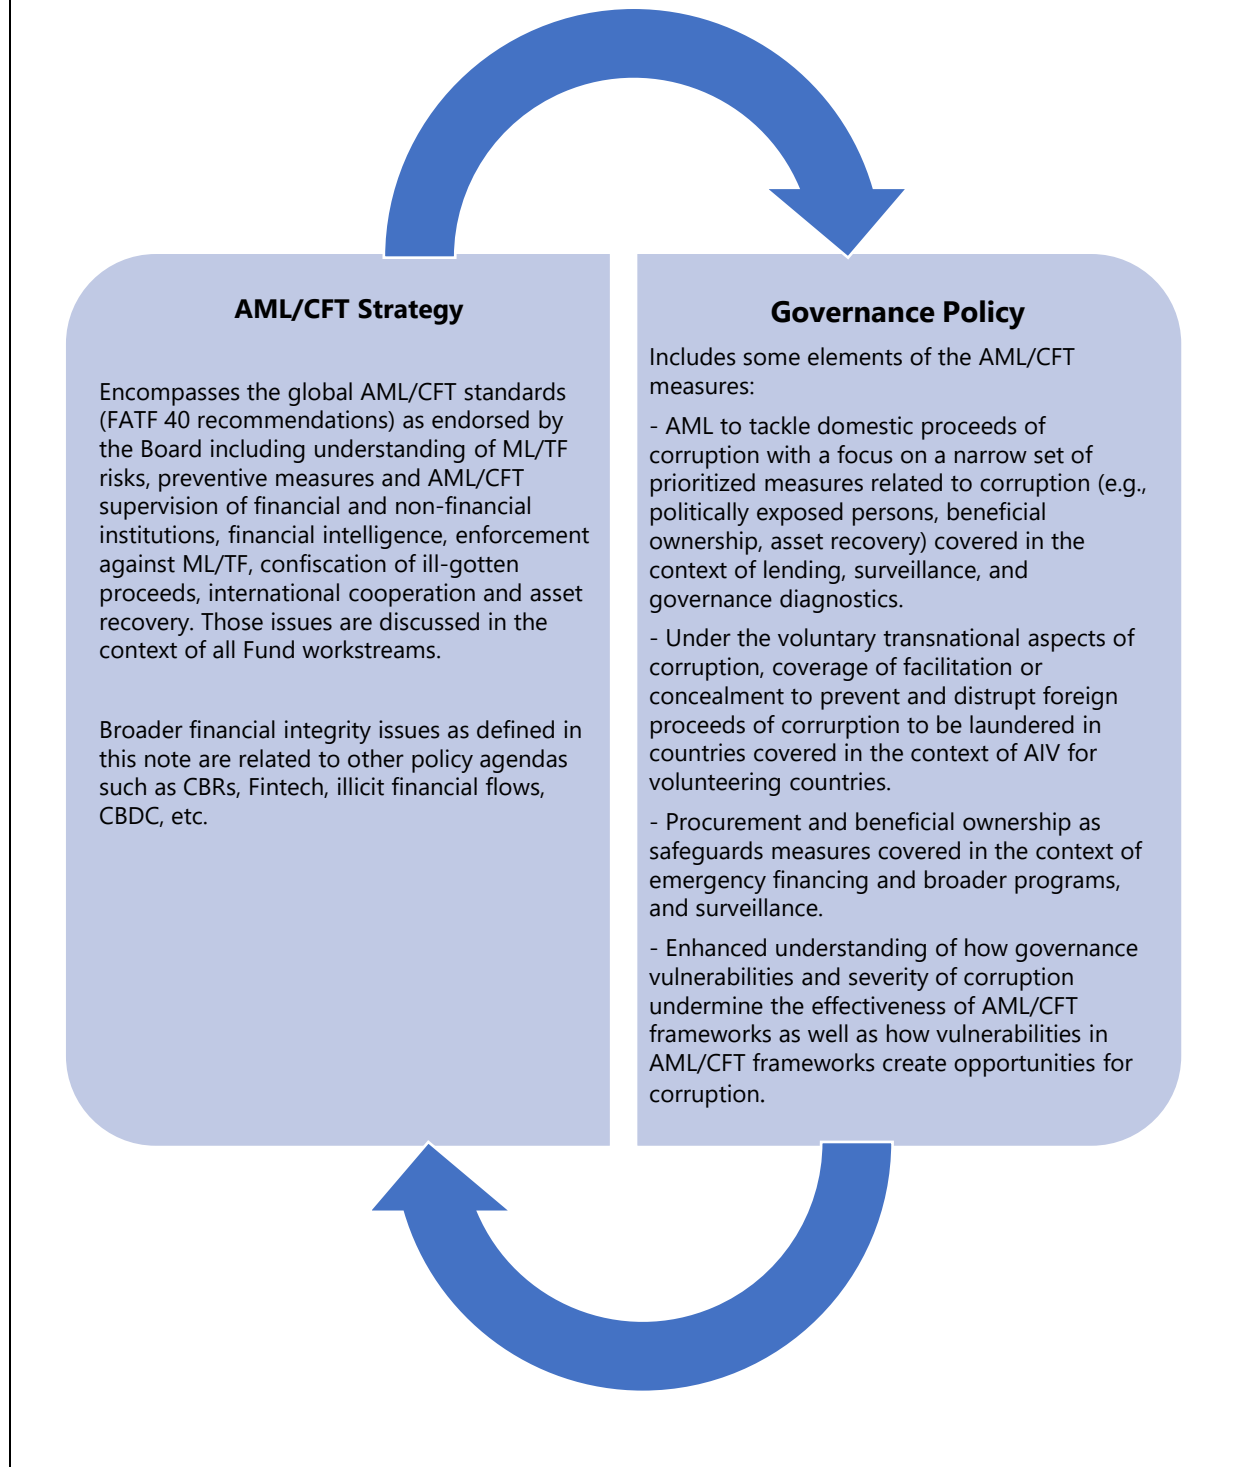 AML/CFT Strategy
Encompasses the global AML/CFT standards
(FATF 40 recommendations) as endorsed by
the Board including understanding of ML/TF
risks, preventive measures and AML/CFT
supervision of financial and non-financial
institutions, financial intelligence, enforcement
against ML/TF, confiscation of ill-gotten
proceeds, international cooperation and asset
recovery. Those issues are discussed in the
context of all Fund workstreams.
Broader financial integrity issues as defined in
this note are related to other policy agendas
such as CBRs, Fintech, illicit financial flows,
CBDC, etc.
Governance Policy
Includes some elements of the AML/CFT
measures:
- AML to tackle domestic proceeds of
corruption with a focus on a narrow set of
prioritized measures related to corruption (e.g.,
politically exposed persons, beneficial
ownership, asset recovery) covered in the
context of lending, surveillance, and
governance diagnostics.
- Under the voluntary transnational aspects of
corruption, coverage of facilitation or
concealment to prevent and distrupt foreign
proceeds of corrurption to be laundered in
countries covered in the context of AIV for
volunteering countries.
- Procurement and beneficial ownership as
safeguards measures covered in the context of
emergency financing and broader programs,
and surveillance.
- Enhanced understanding of how governance
vulnerabilities and severity of corruption
undermine the effectiveness of AML/CFT
frameworks as well as how vulnerabilities in
AML/CFT frameworks create opportunities for
corruption.